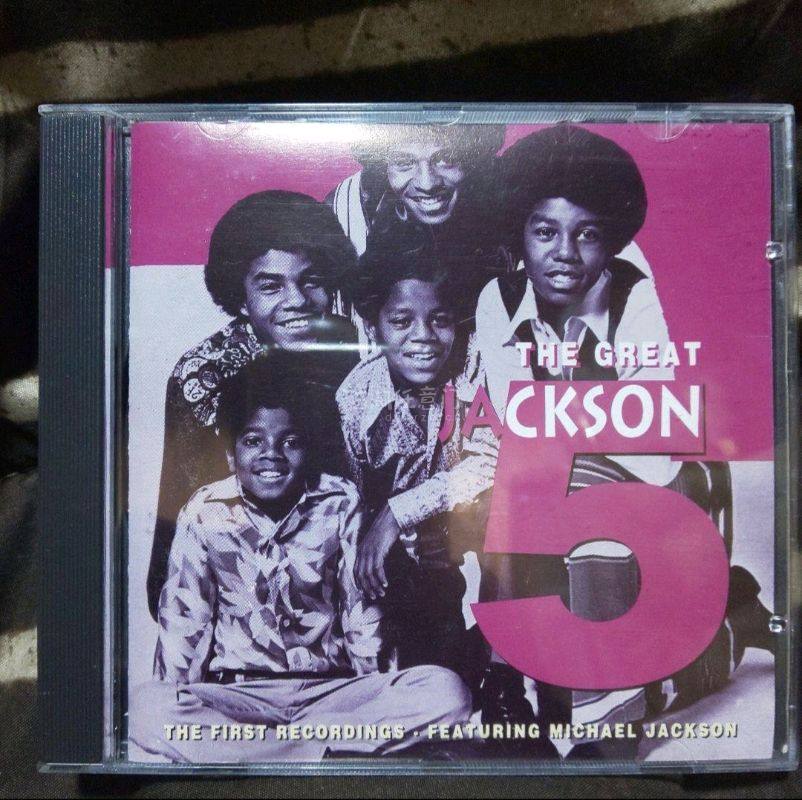 THE GREAT
JACKSON
5
THE FIRST RECORDINGS · FEATURING MICHAEL JACKSON